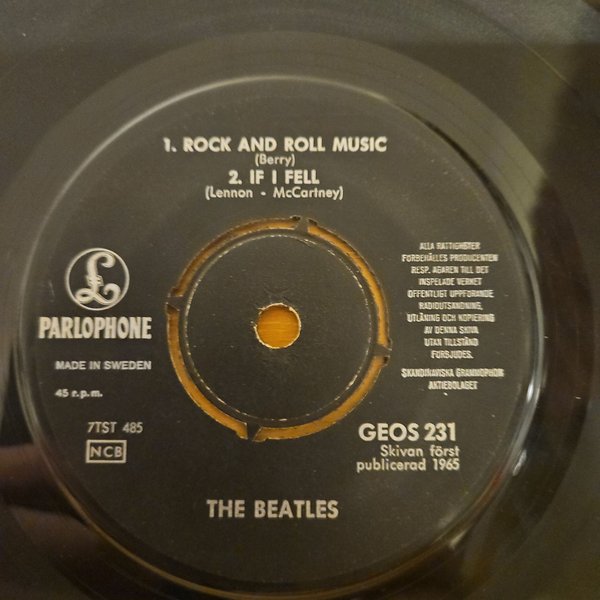 1. ROCK AND ROLL MUSIC
(Berry)
2. IF I FELL
(Lennon - McCartney)
£
PARLOPHONE
MADE IN SWEDEN
45 r.p.m.
7TST 485
NCB
ALLA RÄTTIGHETER
FÖRBEHÅLLES PRODUCENTEN
RESP. ÄGAREN TILL DET
INSPELADE VERKET
OFFENTLIGT UPPFÖRANDE
RADIOUTSÄNDNING,
UTLÅNING OCH KOPIERING
AV DENNA SKIVA
UTAN TILLSTÅND
FÖRBJUDES.
SKANDINAVISKA GRAMMOPHON
AKTIEBOLAGET
GEOS 231
Skivan först
publicerad 1965
THE BEATLES